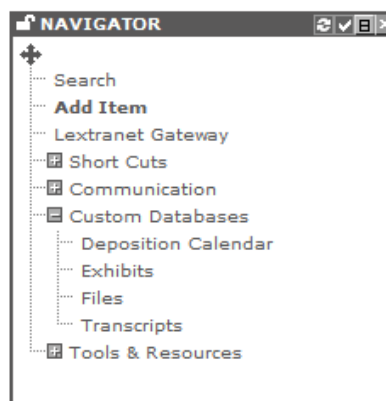 NAVIGATOR
Search
Add Item
Lextranet Gateway
Short Cuts
Communication
Custom Databases
Deposition Calendar
Exhibits
Files
Transcripts
Tools & Resources